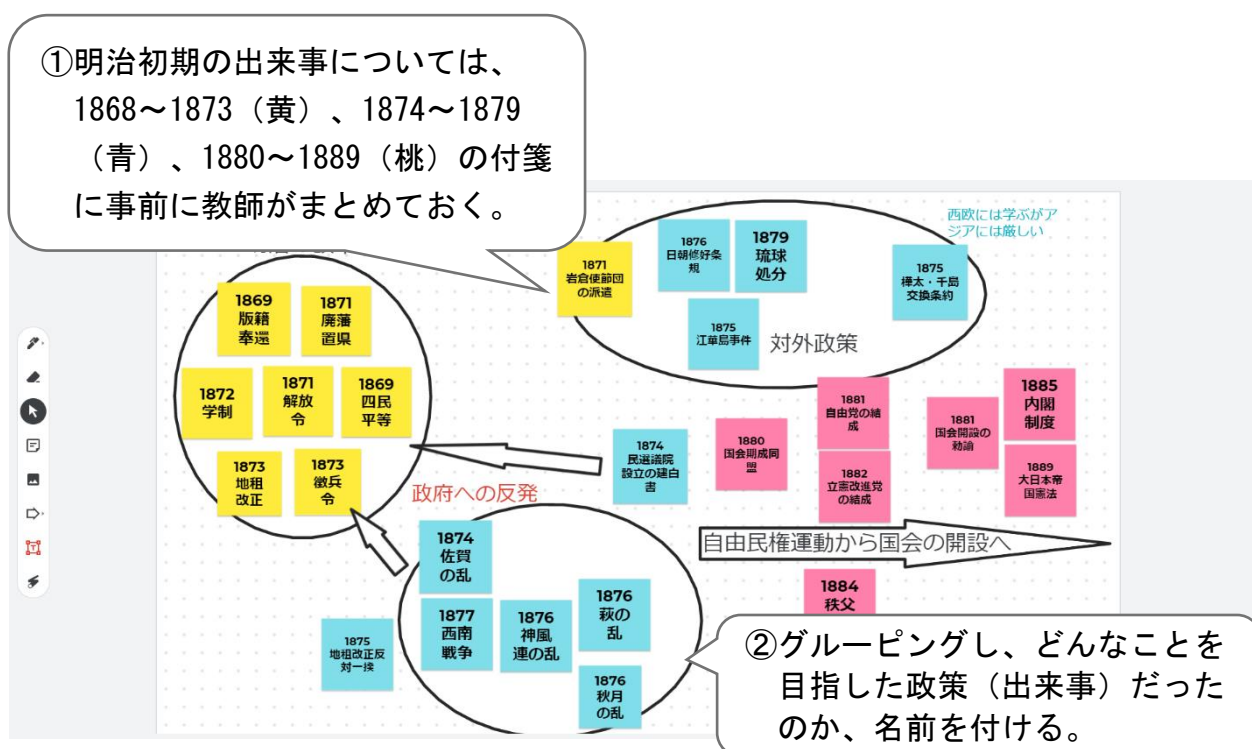 ①明治初期の出来事については、
1868～1873（黄）、1874～1879
（青）、1880～1889（桃）の付箋
に事前に教師がまとめておく。
西欧には学ぶがア
ジアには厳しい
1871
岩倉使節団
の派遣
1876
日朝修好条
規
1879
琉球
処分
1875
樺太・千島
交換条約
1875
江華島事件
対外政策
1869
版籍
奉還
1871
廃藩
置県
1872
学制
1871
解放
令
1869
四民
平等
1873
地租
改正
1873
徴兵
令
政府への反発
1874
民選議院
設立の建白
書
1880
国会期成同
盟
1881
自由党の結
成
1882
立憲改進党
の結成
1881
国会開設の
勅諭
1885
内閣
制度
1889
大日本帝
国憲法
自由民権運動から国会の開設へ
1884
秩父
1874
佐賀
の乱
1877
西南
戦争
1876
神風
連の乱
1876
萩の
乱
1876
秋月
の乱
1875
地租改正反
対一揆
②グルーピングし、どんなことを
目指した政策（出来事）だった
のか、名前を付ける。